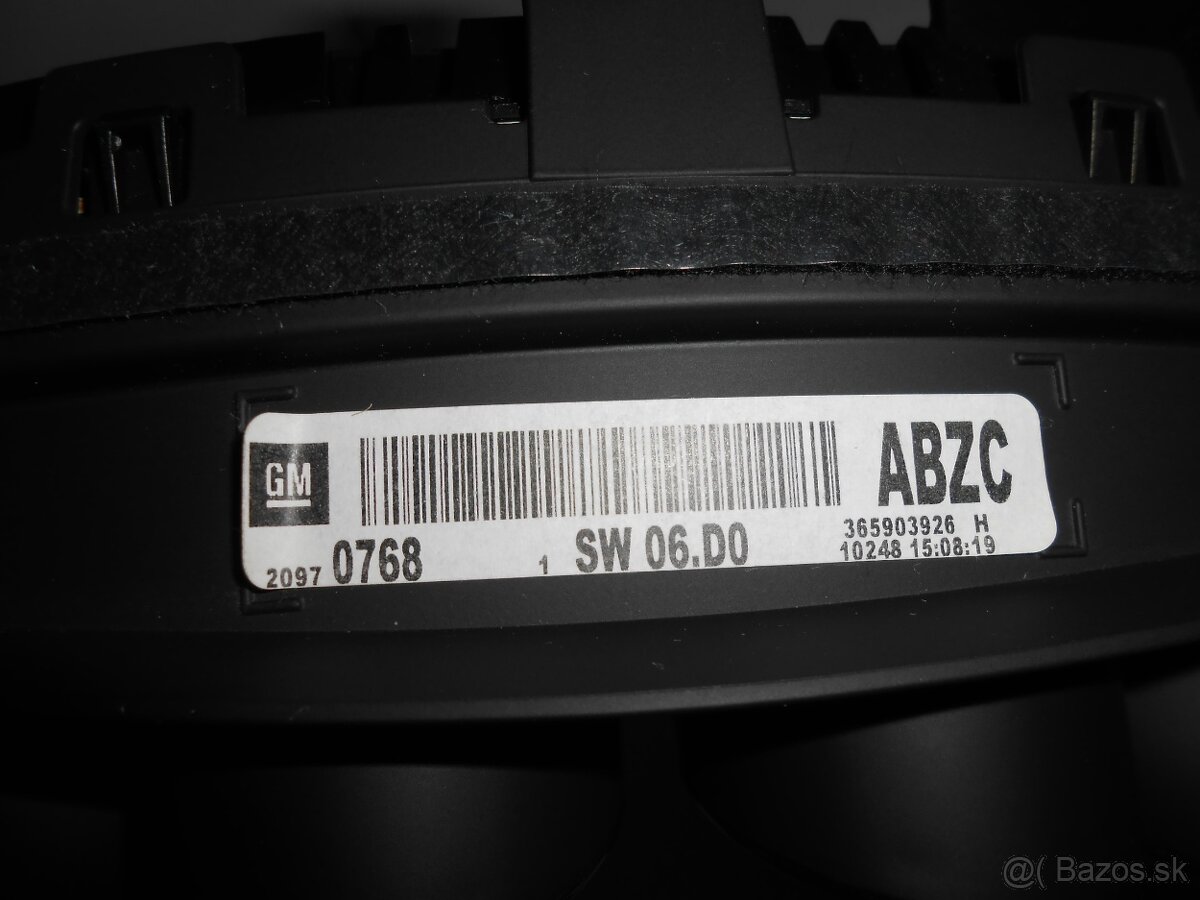 GM
ABZC
365903926 H
2097 0768 1 SW 06.D0 10248 15:08:19
@( Bazos.sk